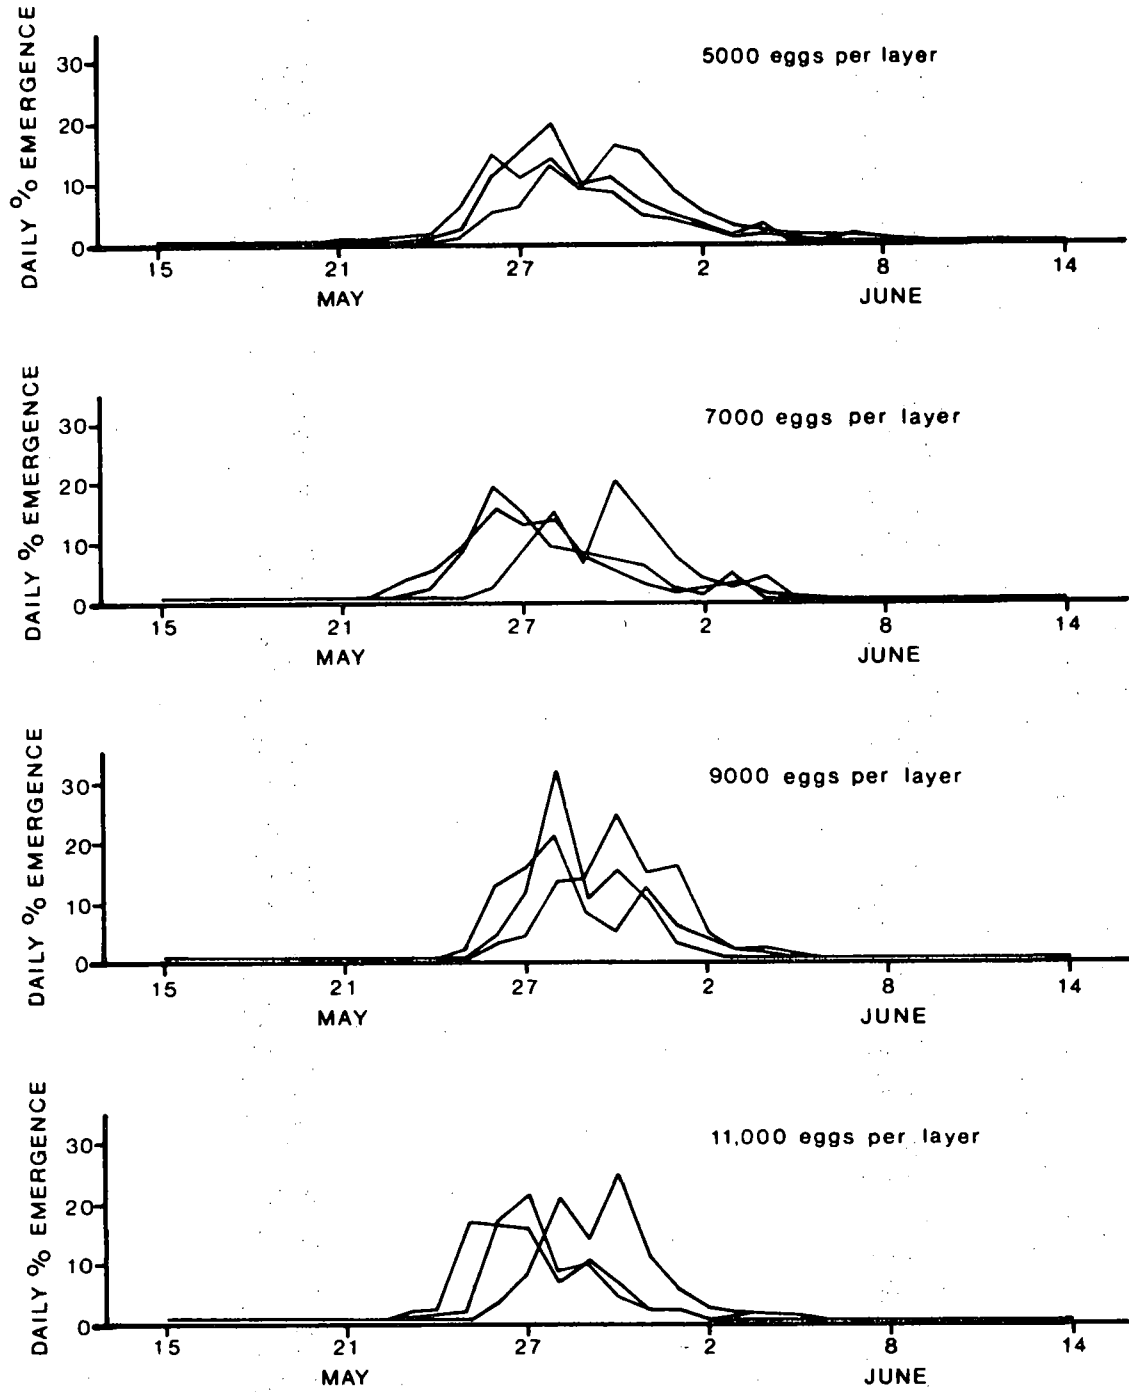 5000 eggs per layer
DAILY % EMERGENCE
30
20
10
0
15 21 27 2 8 14
MAY JUNE
7000 eggs per layer
DAILY % EMERGENCE
30
20
10
0
15 21 27 2 8 14
MAY JUNE
9000 eggs per layer
DAILY % EMERGENCE
30
20
10
0
15 21 27 2 8 14
MAY JUNE
11,000 eggs per layer
DAILY % EMERGENCE
30
20
10
0
15 21 27 2 8 14
MAY JUNE